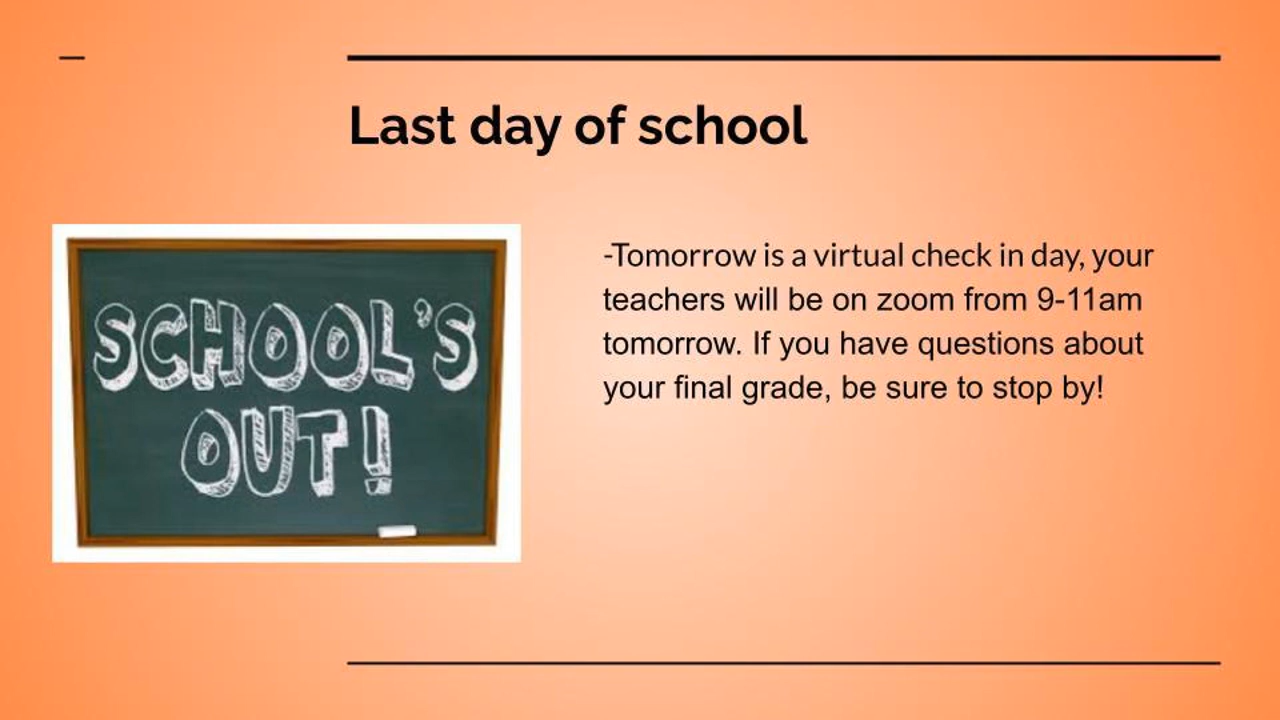 Last day of school
SCHOOL'S
OUT!
-Tomorrow is a virtual check in day, your
teachers will be on zoom from 9-11am
tomorrow. If you have questions about
your final grade, be sure to stop by!